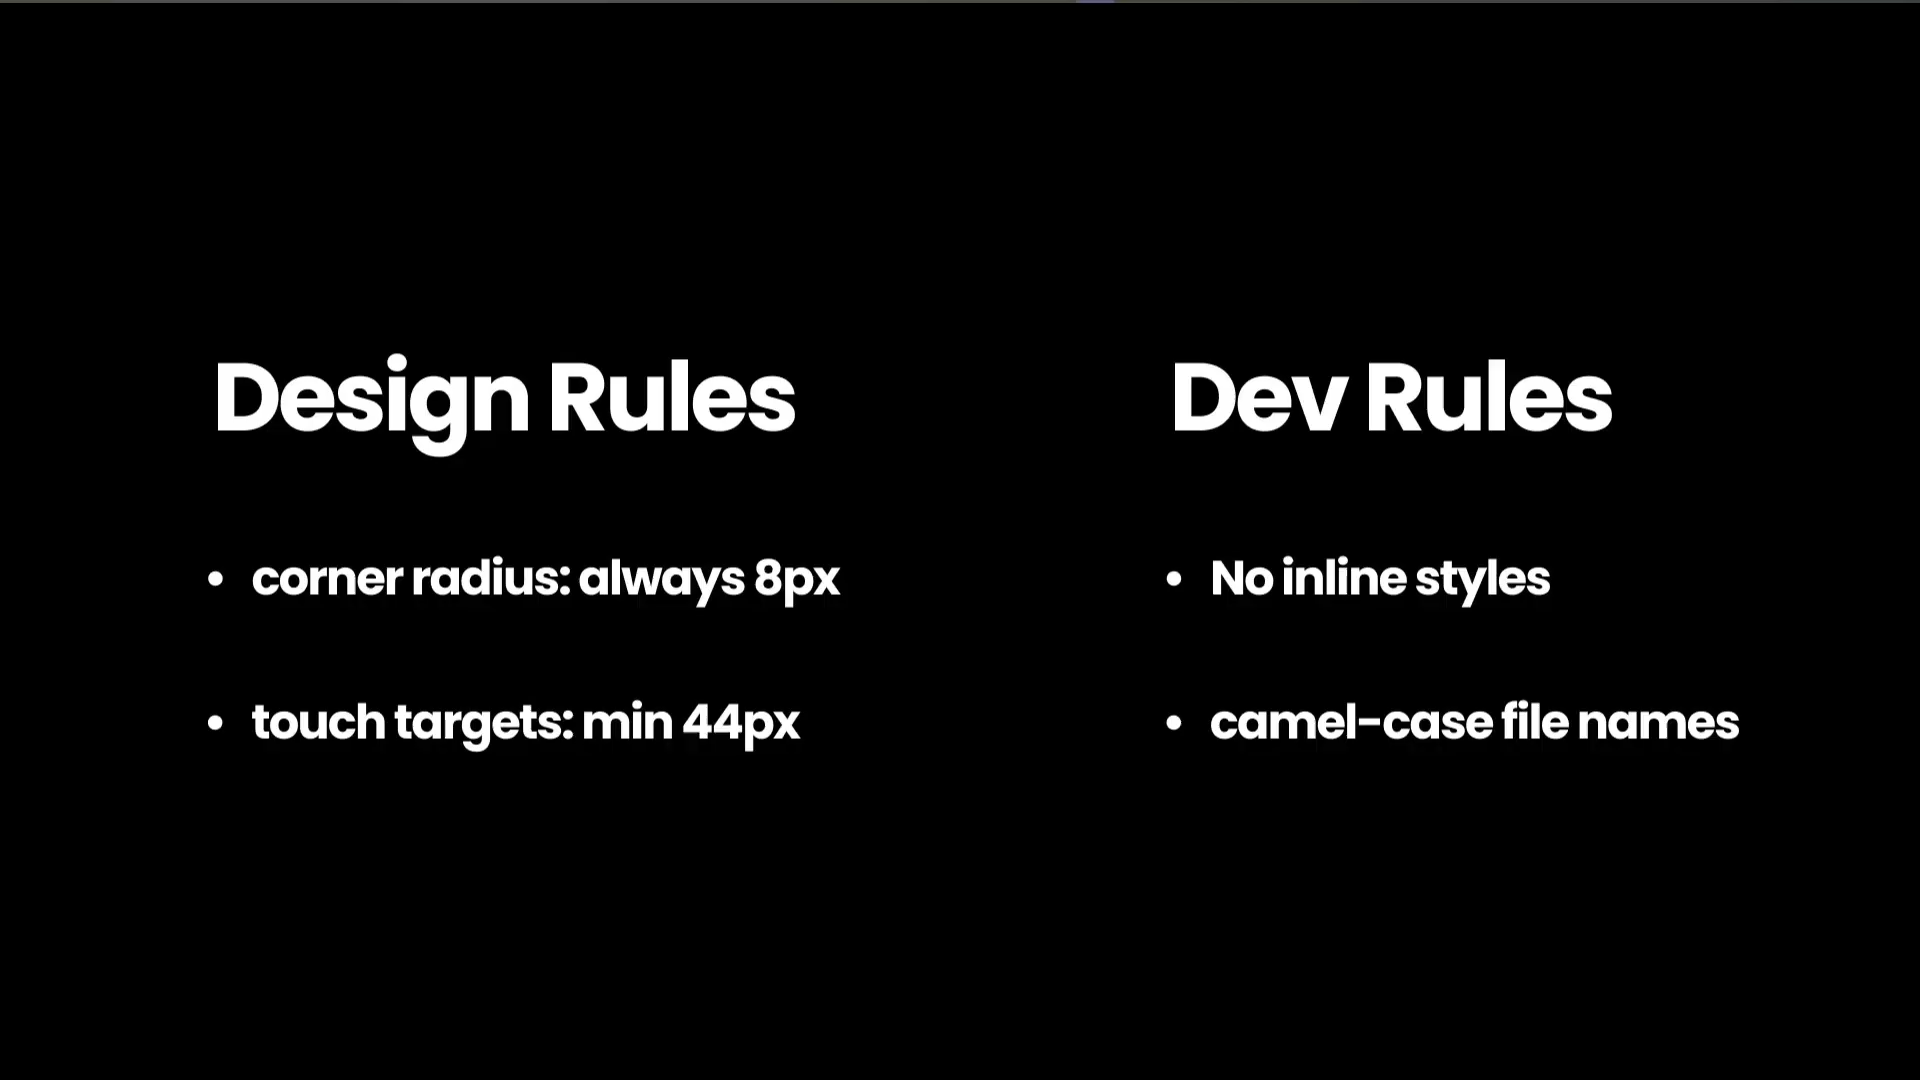 Design Rules
• corner radius: always 8px
• touch targets: min 44px
Dev Rules
• No inline styles
• camel-case file names